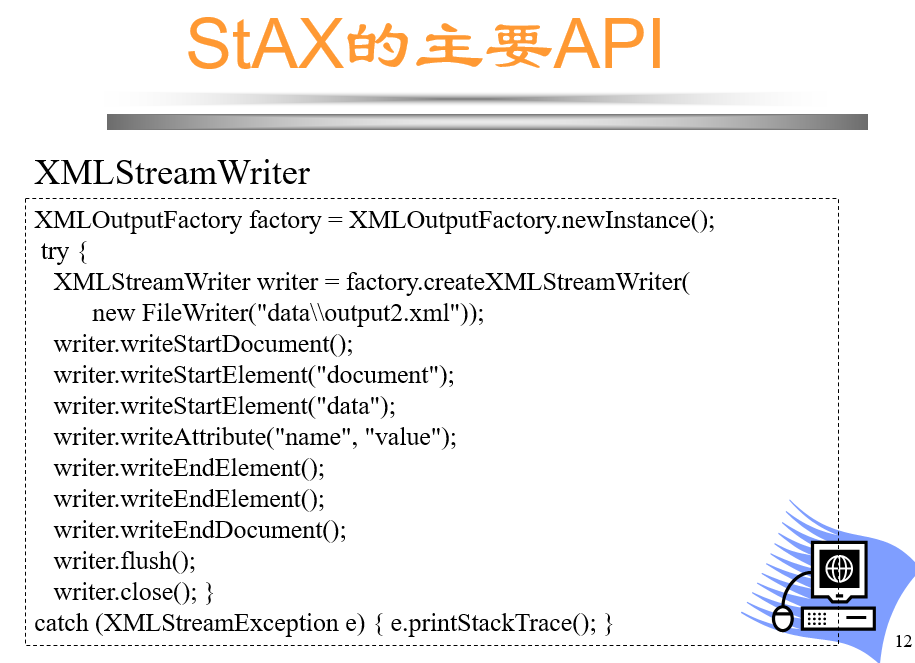 StAX的主要API
XMLStreamWriter
XMLOutputFactory factory = XMLOutputFactory.newInstance();
try {
XMLStreamWriter writer = factory.createXMLStreamWriter(
new FileWriter("data\\output2.xml"));
writer.writeStartDocument();
writer.writeStartElement("document");
writer.writeStartElement("data");
writer.writeAttribute("name", "value");
writer.writeEndElement();
writer.writeEndElement();
writer.writeEndDocument();
writer.flush();
writer.close(); }
catch (XMLStreamException e) { e.printStackTrace(); }
12